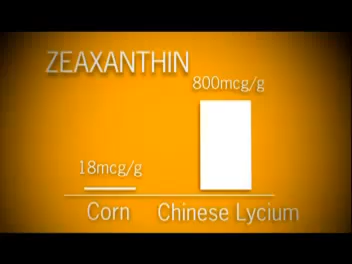 ZEAXANTHIN
800mcg/g
18mcg/g
Corn
Chinese Lycium